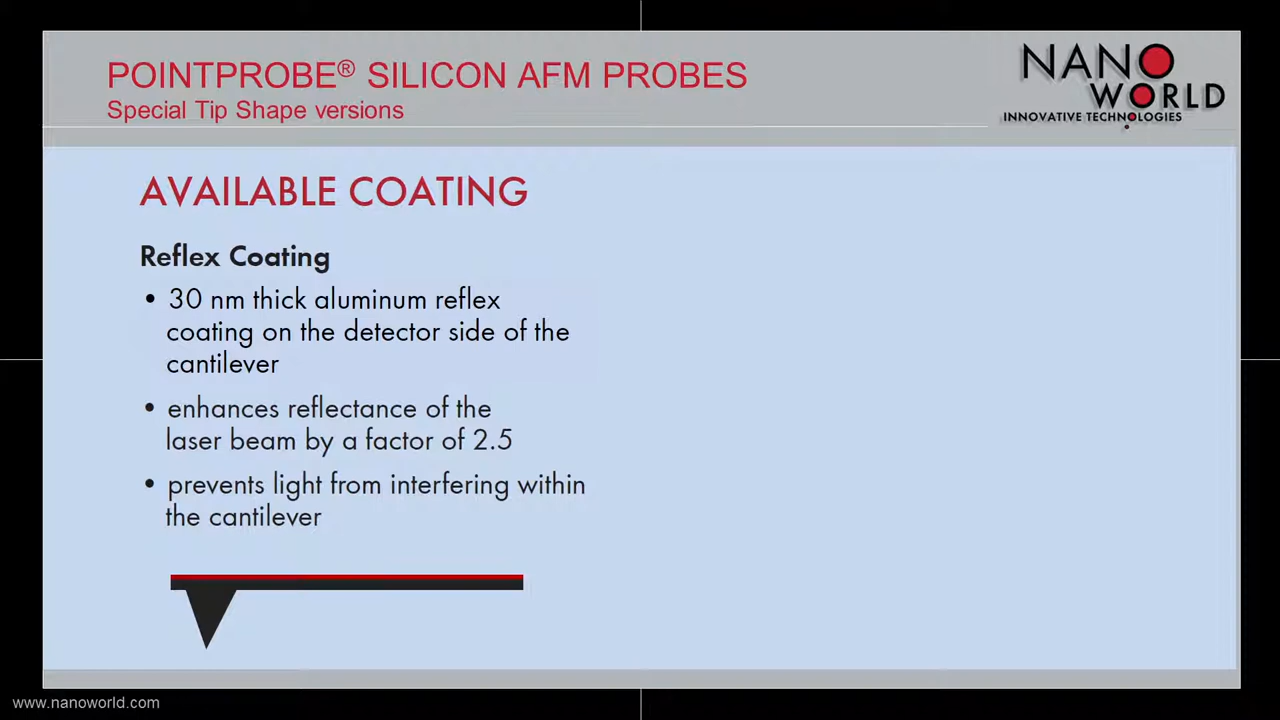 POINTPROBE® SILICON AFM PROBES
Special Tip Shape versions
NANO
WORLD
INNOVATIVE TECHNOLOGIES
AVAILABLE COATING
Reflex Coating
• 30 nm thick aluminum reflex
coating on the detector side of the
cantilever
• enhances reflectance of the
laser beam by a factor of 2.5
• prevents light from interfering within
the cantilever
www.nanoworld.com